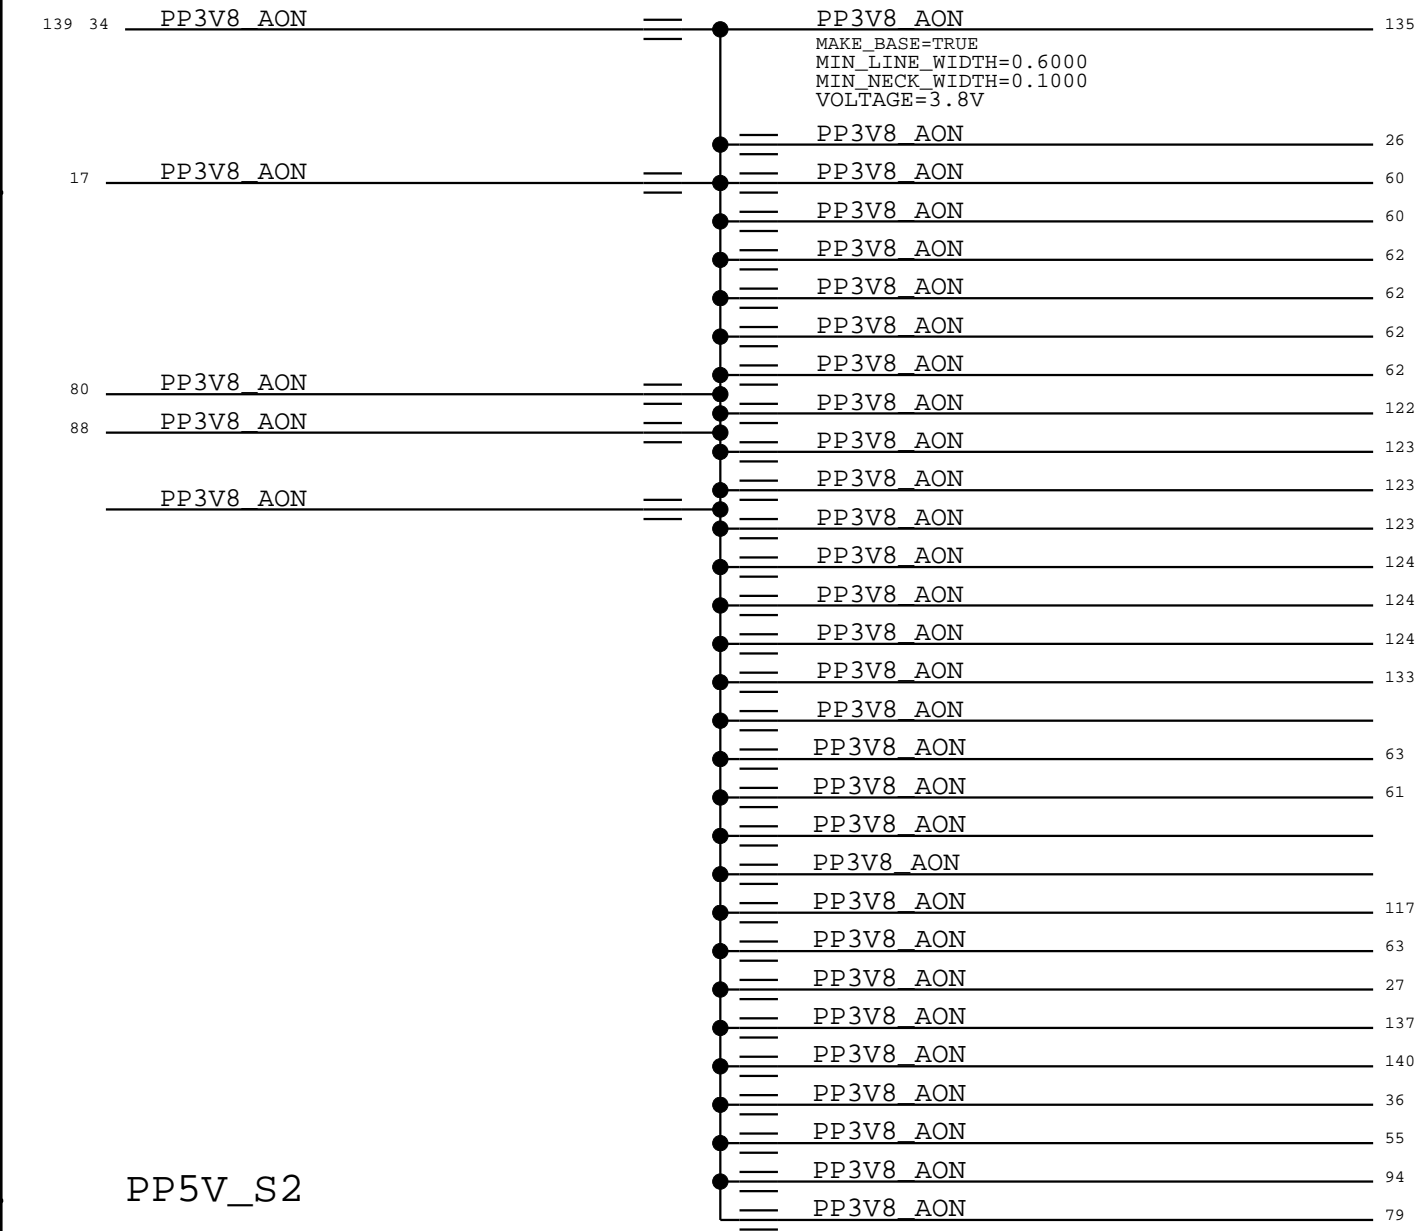 139 34 PP3V8_AON PP3V8_AON 135
MAKE_BASE=TRUE
MIN_LINE_WIDTH=0.6000
MIN_NECK_WIDTH=0.1000
VOLTAGE=3.8V
PP3V8_AON 26
17 PP3V8_AON PP3V8_AON 60
PP3V8_AON 60
PP3V8_AON 62
PP3V8_AON 62
PP3V8_AON 62
PP3V8_AON 62
80 PP3V8_AON
PP3V8_AON 122
88 PP3V8_AON
PP3V8_AON 123
PP3V8_AON 123
PP3V8_AON
PP3V8_AON 123
PP3V8_AON 124
PP3V8_AON 124
PP3V8_AON 124
PP3V8_AON 133
PP3V8_AON
PP3V8_AON 63
PP3V8_AON 61
PP3V8_AON
PP3V8_AON
PP3V8_AON 117
PP3V8_AON 63
PP3V8_AON 27
PP3V8_AON 137
PP3V8_AON 140
PP3V8_AON 36
PP3V8_AON 55
PP3V8_AON 94
PP5V_S2
PP3V8_AON 79